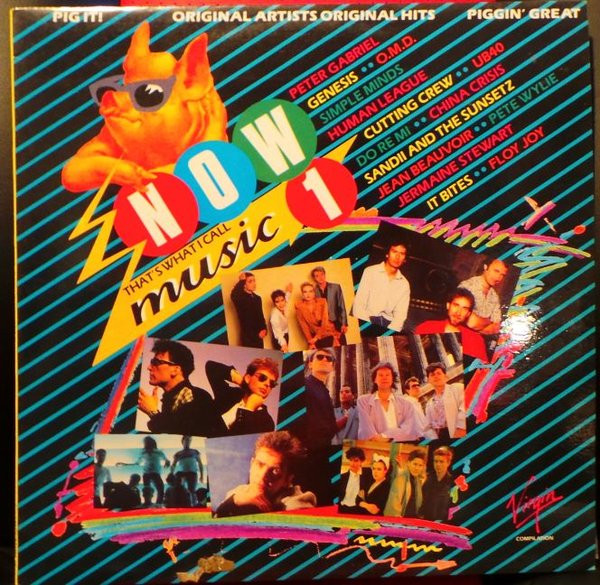 PIG IT! ORIGINAL ARTISTS ORIGINAL HITS PIGGIN' GREAT
PETER GABRIEL
GENESIS •• O.M.D.
SIMPLE MINDS
HUMAN LEAGUE
CUTTING CREW •• UB40
DO RE MI •• CHINA CRISIS
SANDII AND THE SUNSETZ
JEAN BEAUVOIR •• PETE WYLIE
JERMAINE STEWART
IT BITES •• FLOY JOY
NOW 1
THAT'S WHAT I CALL
music
Virgin
COMPILATION